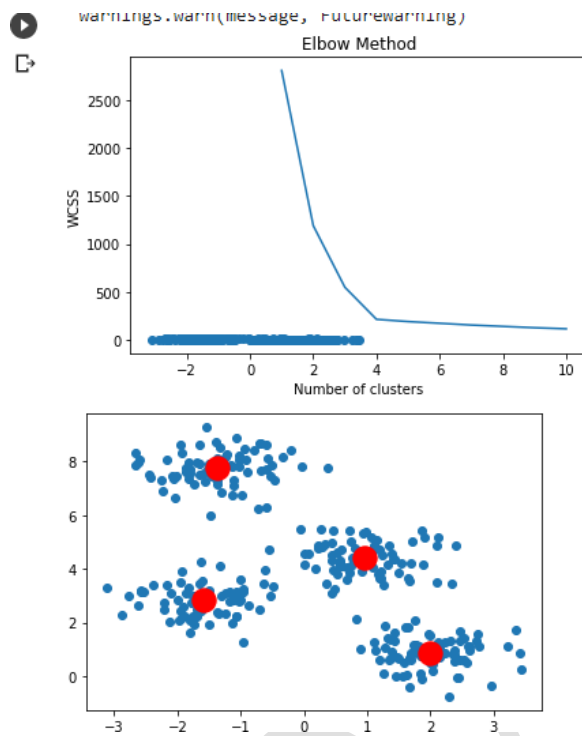 warnings.warn(message, FutureWarning)
Elbow Method
2500
2000
1500
1000
500
0
WCSS
−2 0 2 4 6 8 10
Number of clusters
8
6
4
2
0
−3 −2 −1 0 1 2 3